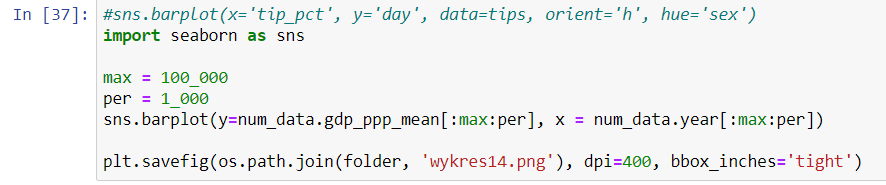 In [37]: #sns.barplot(x='tip_pct', y='day', data=tips, orient='h', hue='sex')
import seaborn as sns
max = 100_000
per = 1_000
sns.barplot(y=num_data.gdp_ppp_mean[:max:per], x = num_data.year[:max:per])
plt.savefig(os.path.join(folder, 'wykres14.png'), dpi=400, bbox_inches='tight')